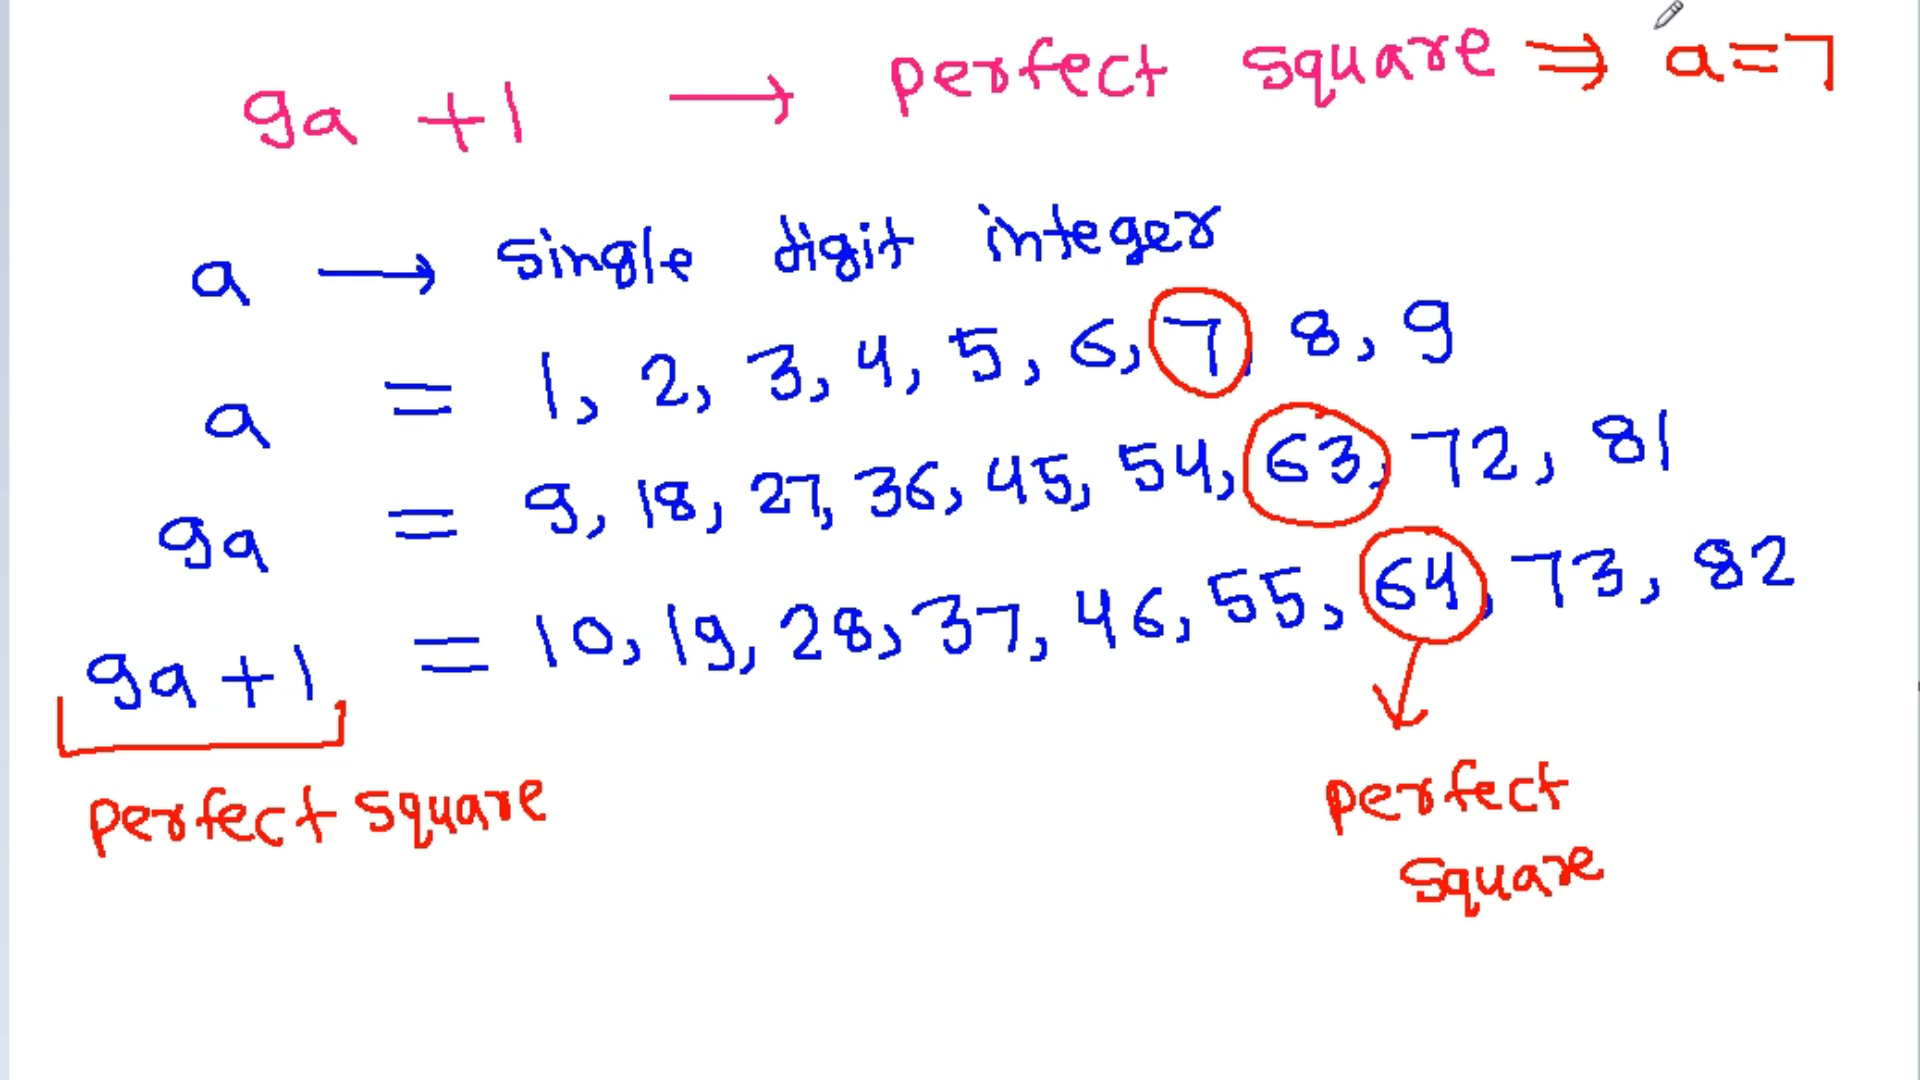 9a + 1 → perfect square ⇒ a = 7
a → single digit integer
a = 1, 2, 3, 4, 5, 6, 7, 8, 9
9a = 9, 18, 27, 36, 45, 54, 63, 72, 81
9a + 1 = 10, 19, 28, 37, 46, 55, 64, 73, 82
perfect square
perfect
square